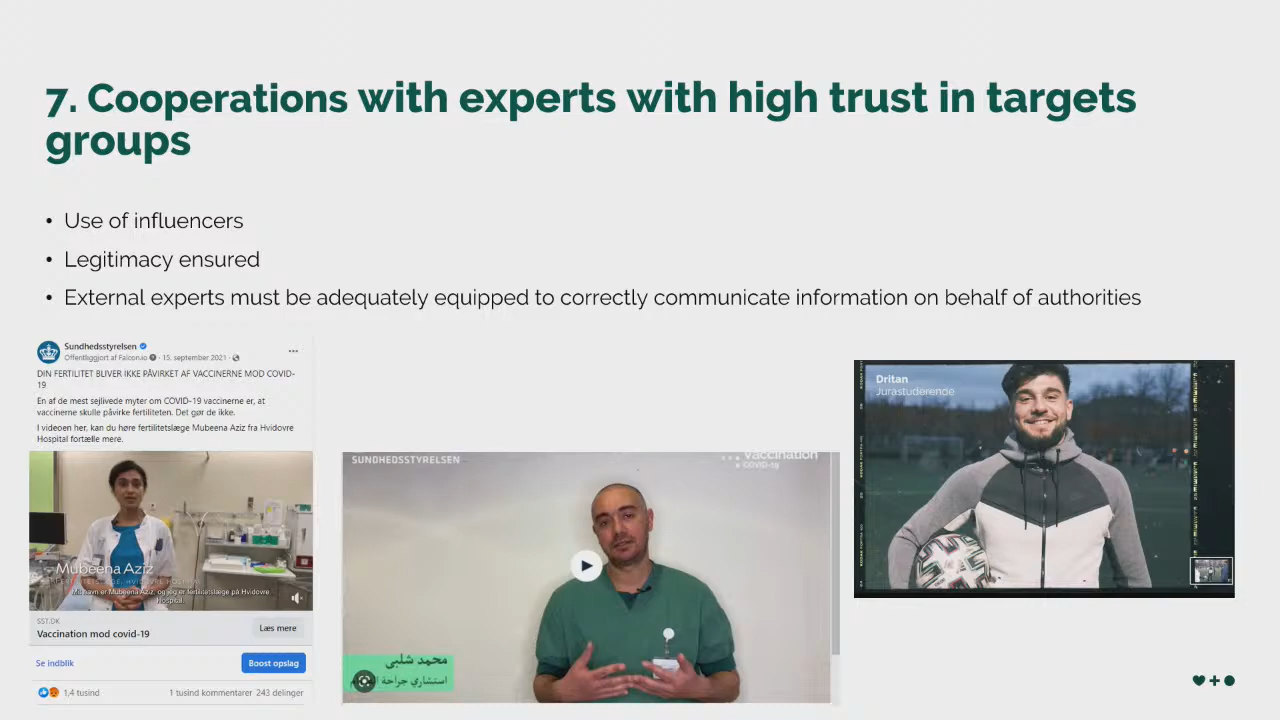 7. Cooperations with experts with high trust in targets
groups
• Use of influencers
• Legitimacy ensured
• External experts must be adequately equipped to correctly communicate information on behalf of authorities
Sundhedsstyrelsen
Offentliggjort af Falconao · 15. september 2021 ·
DIN FERTILITET BLIVER IKKE PÅVIRKET AF VACCINERNE MOD COVID-
19
En af de mest sejlivede myter om COVID-19 vaccinerne er, at
vaccinerne skulle påvirke fertiliteten. Det gør de ikke.
I videoen her, kan du høre fertilitetslæge Mubeena Aziz fra Hvidovre
Hospital fortælle mere.
Mubeena Aziz
FERTILITETSLÆGE, HVIDOVRE HOSPITAL
Mit navn er Mubeena Aziz, og jeg er fertilitetslæge på Hvidovre
Hospital.
SST.DK
Vaccination mod covid-19
Læs mere
Se indblik
Boost opslag
1,4 tusind
1 tusind kommentarer 243 delinger
SUNDHEDSSTYRELSEN
Vaccination
COVID-19
محمد شلبي
استشاري جراحة
Dritan
Jurastuderende